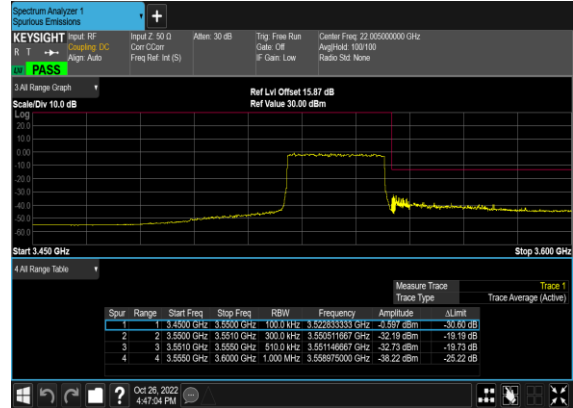 Spectrum Analyzer 1
Spurious Emissions
+
KEYSIGHT Input: RF Input Z: 50 Ω Atten: 30 dB Trig: Free Run Center Freq: 22.005000000 GHz
R T Coupling: DC Corr CCorr Gate: Off Avg|Hold: 100/100
Align: Auto Freq Ref: Int (S) IF Gain: Low Radio Std: None
PASS
3 All Range Graph
Ref Lvl Offset 15.87 dB
Scale/Div 10.0 dB Ref Value 30.00 dBm
Log
20.0
10.0
0.00
-10.0
-20.0
-30.0
-40.0
-50.0
-60.0
Start 3.450 GHz Stop 3.600 GHz
4 All Range Table
Measure Trace Trace 1
Trace Type Trace Average (Active)
Spur Range Start Freq Stop Freq RBW Frequency Amplitude ΔLimit
1 1 3.4500 GHz 3.5500 GHz 100.0 kHz 3.522833333 GHz -0.597 dBm -30.60 dB
2 2 3.5500 GHz 3.5510 GHz 300.0 kHz 3.550511667 GHz -32.19 dBm -19.19 dB
3 3 3.5510 GHz 3.5550 GHz 510.0 kHz 3.551146667 GHz -32.73 dBm -19.73 dB
4 4 3.5550 GHz 3.6000 GHz 1.000 MHz 3.558975000 GHz -38.22 dBm -25.22 dB
? Oct 26, 2022
4:47:04 PM